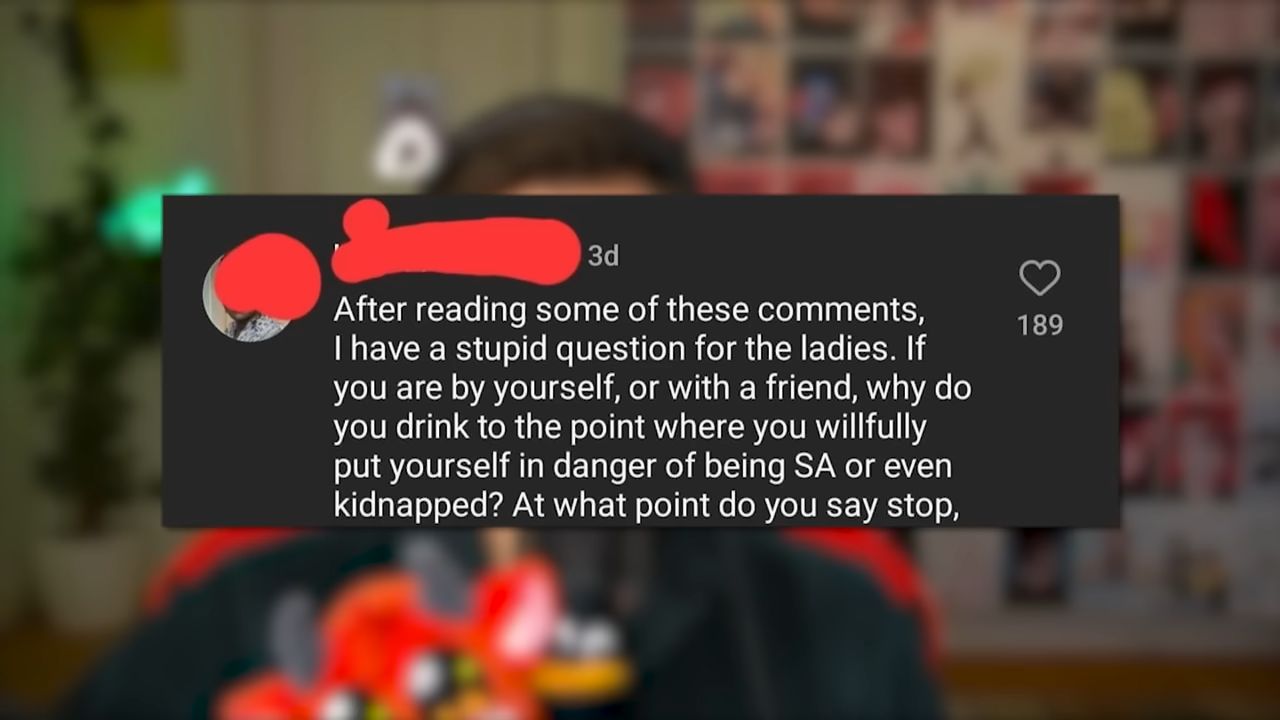 3d
After reading some of these comments,
I have a stupid question for the ladies. If
you are by yourself, or with a friend, why do
you drink to the point where you willfully
put yourself in danger of being SA or even
kidnapped? At what point do you say stop,
189